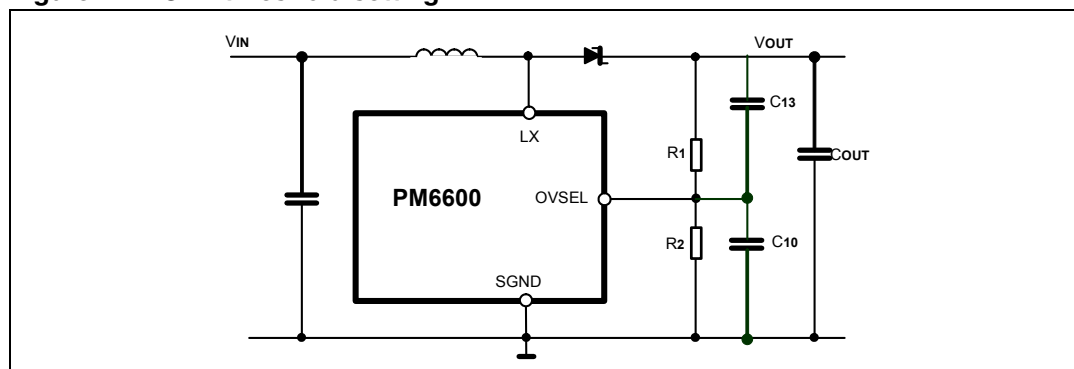 VIN
VOUT
C13
LX
R1
COUT
PM6600
OVSEL
R2
C10
SGND